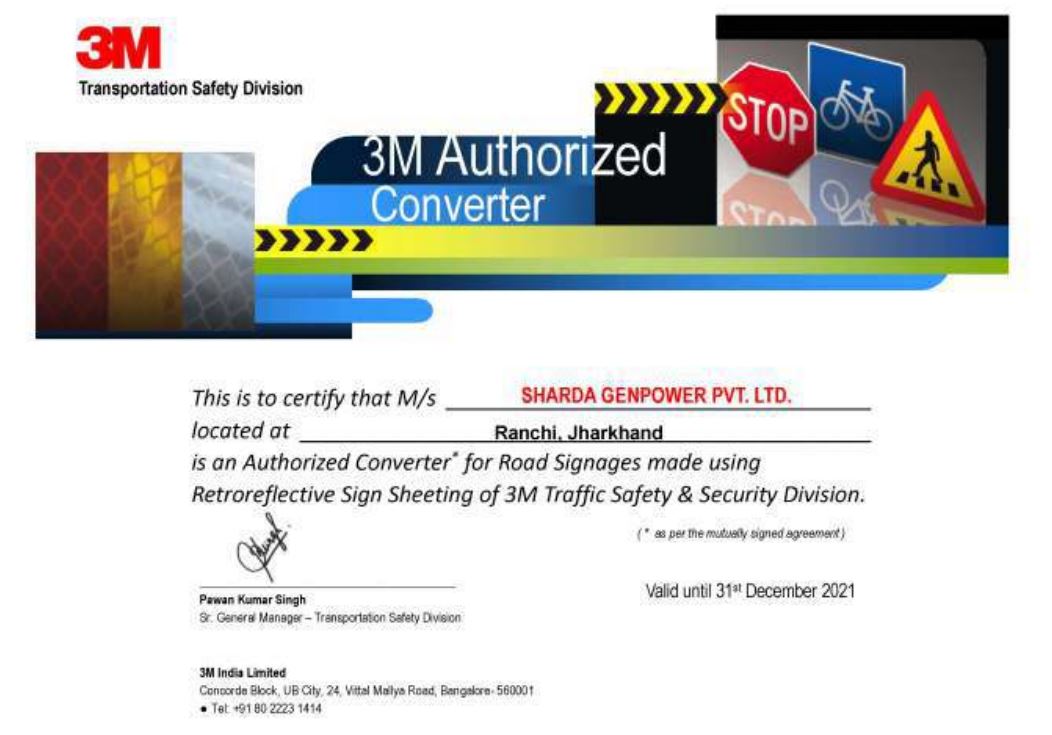 3M
Transportation Safety Division
STOP
3M Authorized
Converter
This is to certify that M/s SHARDA GENPOWER PVT. LTD.
located at Ranchi, Jharkhand
is an Authorized Converter* for Road Signages made using
Retroreflective Sign Sheeting of 3M Traffic Safety & Security Division.
(* as per the mutually signed agreement)
Valid until 31st December 2021
Pawan Kumar Singh
Sr. General Manager – Transportation Safety Division
3M India Limited
Concorde Block, UB City, 24, Vittal Mallya Road, Bangalore- 560001
● Tel: +91 80 2223 1414